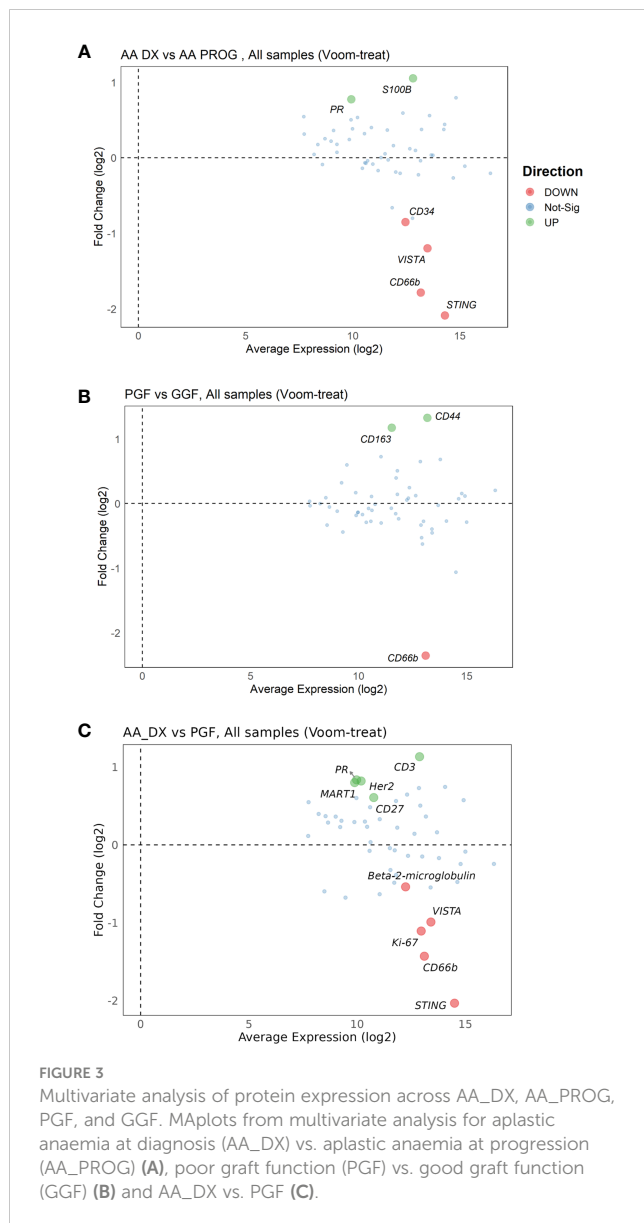 A
AA DX vs AA PROG , All samples (Voom-treat)
Fold Change (log2)
1
0
-1
-2
S100B
PR
CD34
VISTA
CD66b
STING
0
10
15
Average Expression (log2)
Direction
DOWN
Not-Sig
UP
B
PGF vs GGF, All samples (Voom-treat)
Fold Change (log2)
1
0
-1
-2
CD44
CD163
CD66b
0
10
15
Average Expression (log2)
C
AA_DX vs PGF, All samples (Voom-treat)
Fold Change (log2)
1
0
-1
-2
PR
CD3
MART1
Her2
CD27
Beta-2-microglobulin
VISTA
Ki-67
CD66b
STING
0
10
15
Average Expression (log2)
FIGURE 3
Multivariate analysis of protein expression across AA_DX, AA_PROG,
PGF, and GGF. MAplots from multivariate analysis for aplastic
anaemia at diagnosis (AA_DX) vs. aplastic anaemia at progression
(AA_PROG) (A), poor graft function (PGF) vs. good graft function
(GGF) (B) and AA_DX vs. PGF (C).